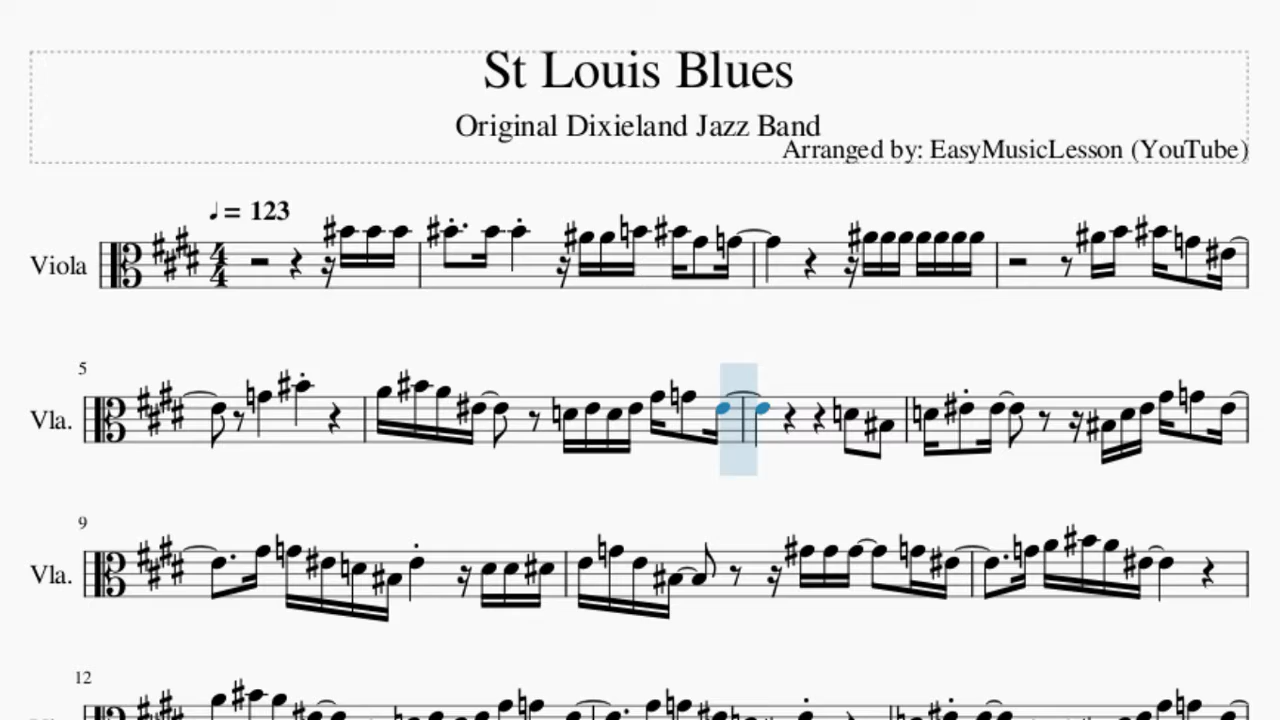 St Louis Blues
Original Dixieland Jazz Band
Arranged by: EasyMusicLesson (YouTube)
♩ = 123
Viola
4
4
5
Vla.
9
Vla.
12